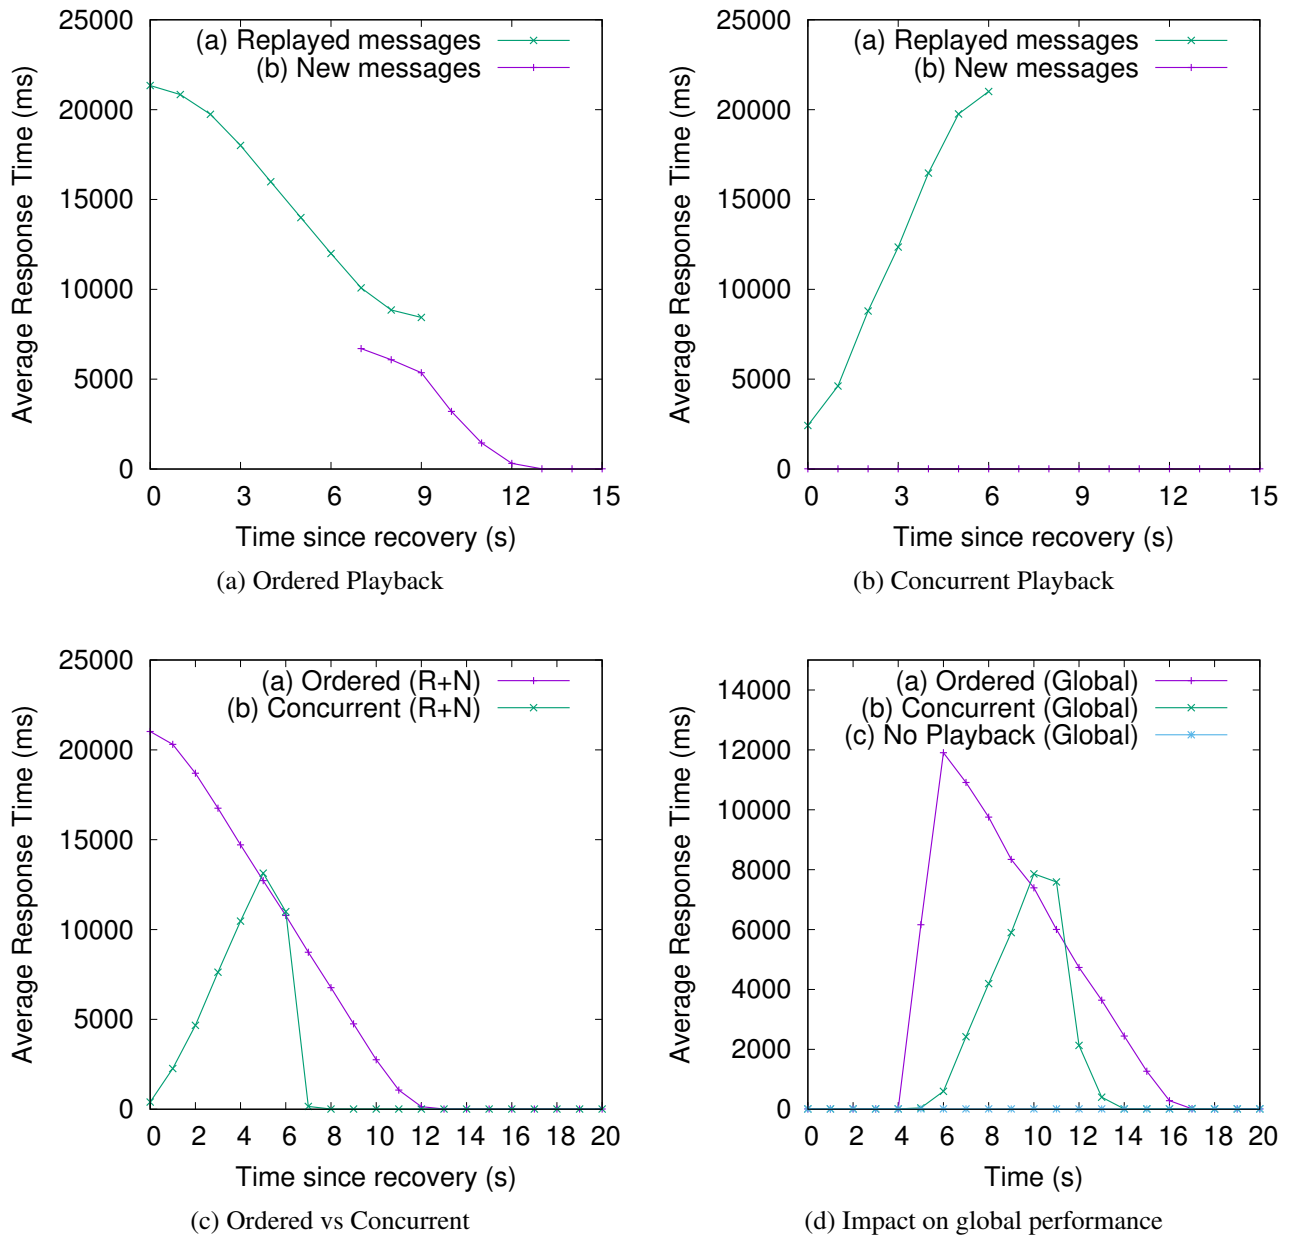 25000
20000
15000
10000
5000
0
Average Response Time (ms)
(a) Replayed messages
(b) New messages
0 3 6 9 12 15
Time since recovery (s)
(a) Ordered Playback
25000
20000
15000
10000
5000
0
Average Response Time (ms)
(a) Replayed messages
(b) New messages
0 3 6 9 12 15
Time since recovery (s)
(b) Concurrent Playback
25000
20000
15000
10000
5000
0
Average Response Time (ms)
(a) Ordered (R+N)
(b) Concurrent (R+N)
0 2 4 6 8 10 12 14 16 18 20
Time since recovery (s)
(c) Ordered vs Concurrent
14000
12000
10000
8000
6000
4000
2000
0
Average Response Time (ms)
(a) Ordered (Global)
(b) Concurrent (Global)
(c) No Playback (Global)
0 2 4 6 8 10 12 14 16 18 20
Time (s)
(d) Impact on global performance